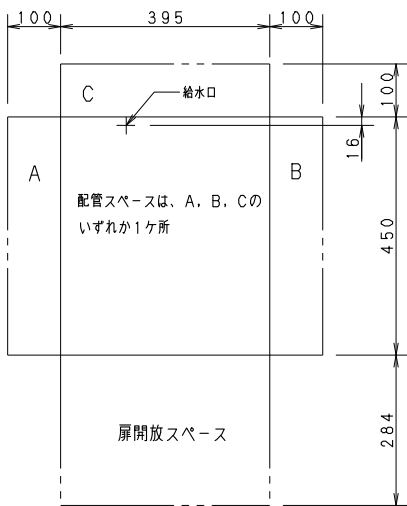 100
395
100
C
給水口
100
16
A
B
配管スペースは、A,B,Cの
いずれか1ケ所
450
扉開放スペース
284